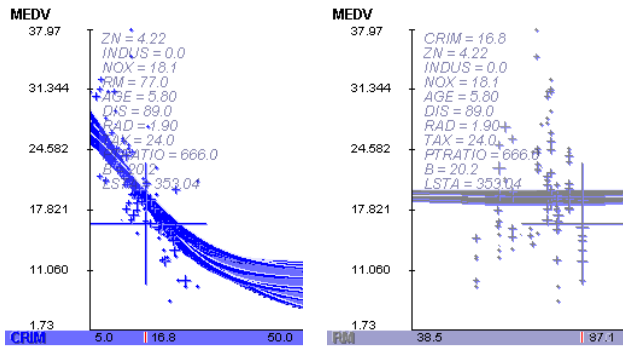 MEDV
37.97
ZN = 4.22
INDUS = 0.0
31.344
NOX = 18.1
RM = 77.0
AGE = 5.80
DIS = 89.0
RAD = 1.90
24.582
TAX = 24.0
PTRATIO = 666.0
B = 20.2
LSTA = 353.04
17.821
11.060
1.73
CRIM
5.0
16.8
50.0
MEDV
37.97
CRIM = 16.8
ZN = 4.22
INDUS = 0.0
31.344
NOX = 18.1
AGE = 5.80
DIS = 89.0
RAD = 1.90
24.582
TAX = 24.0
PTRATIO = 666.0
B = 20.2
LSTA = 353.04
17.821
11.060
1.73
RM
38.5
97.1